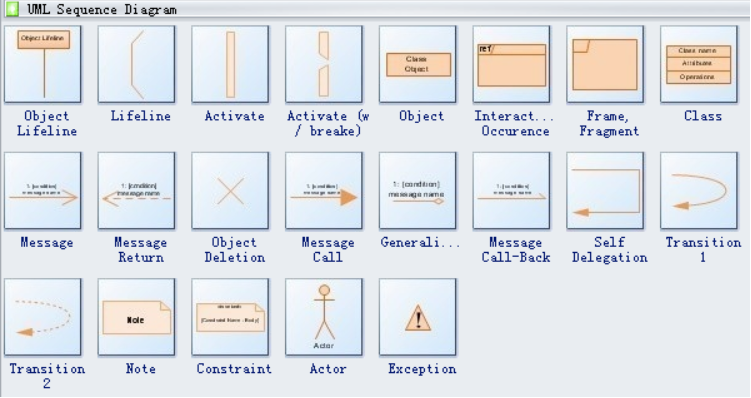 UML Sequence Diagram
Object Lifeline
Class
Object
ref
Class name
Attributes
Operations
Object
Lifeline
Lifeline
Activate
Activate (w
/ breake)
Object
Interact...
Occurence
Frame,
Fragment
Class
1: [condition]
message name
1: [condition]
message name
1: [condition]
message name
1: [condition]
message name
1: [condition]
message name
Message
Message
Return
Object
Deletion
Message
Call
Generali...
Message
Call-Back
Self
Delegation
Transition
1
Note
Actor
Transition
2
Note
Constraint
Actor
Exception